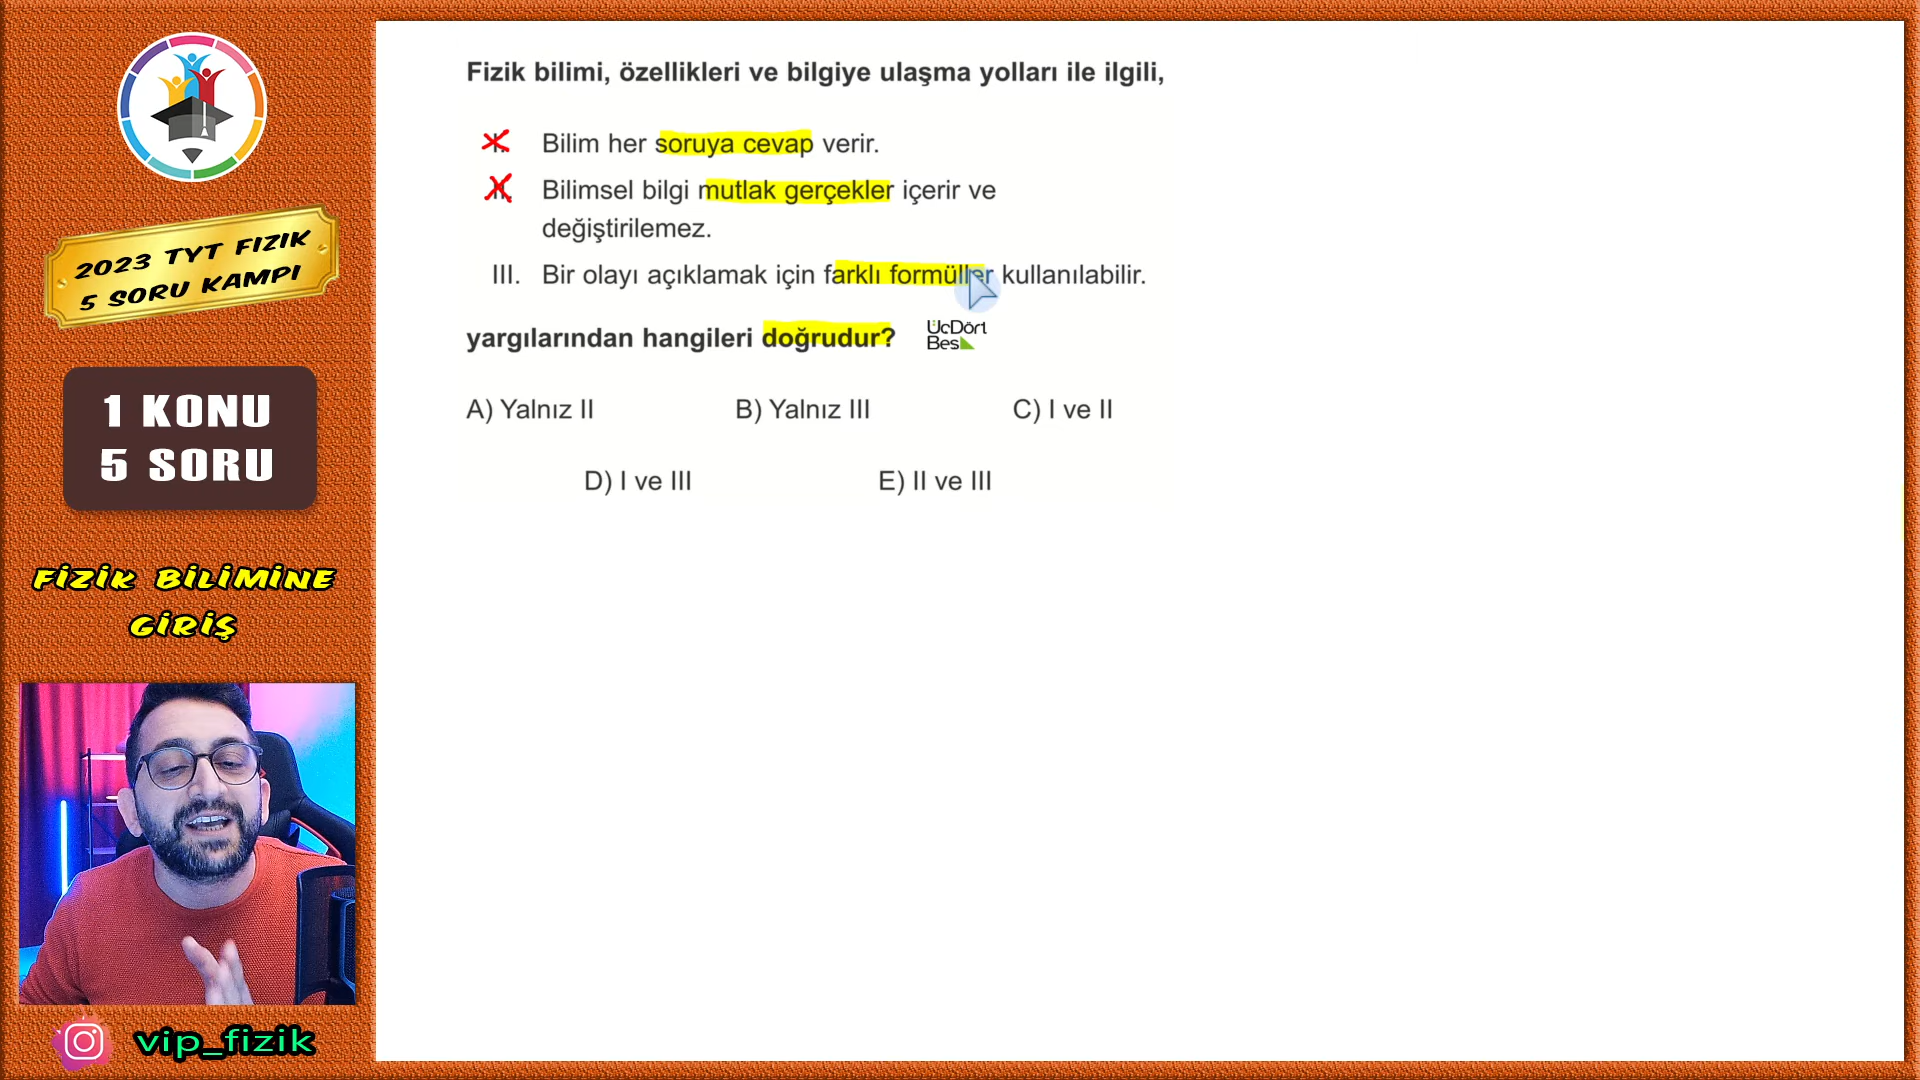 2023 TYT FIZIK
5 SORU KAMPI
1 KONU
5 SORU
FİZİK BİLİMİNE
GİRİŞ
vip_fizik
Fizik bilimi, özellikleri ve bilgiye ulaşma yolları ile ilgili,
I. Bilim her soruya cevap verir.
II. Bilimsel bilgi mutlak gerçekler içerir ve
değiştirilemez.
III. Bir olayı açıklamak için farklı formüller kullanılabilir.
yargılarından hangileri doğrudur?
ÜçDört
Beş
A) Yalnız II B) Yalnız III C) I ve II
D) I ve III E) II ve III